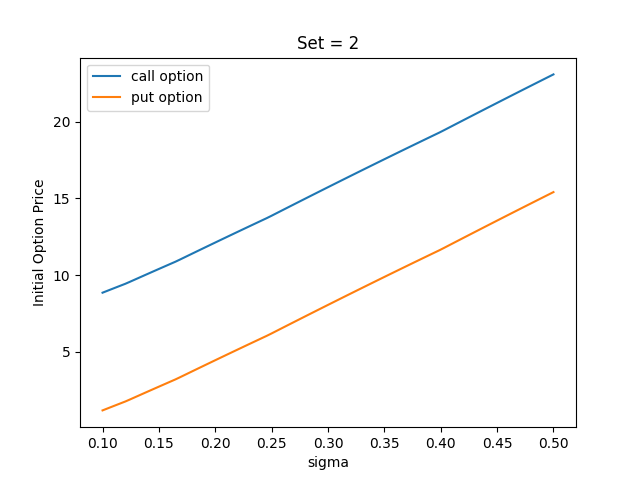 Set = 2
call option
put option
Initial Option Price
20
15
10
5
0.10 0.15 0.20 0.25 0.30 0.35 0.40 0.45 0.50
sigma